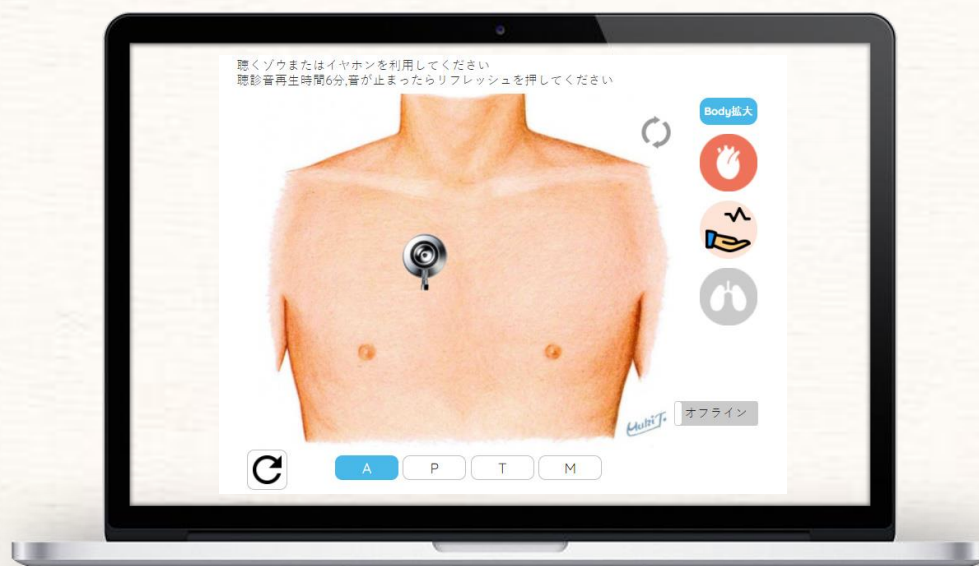 聴くゾウまたはイヤホンを利用してください
聴診音再生時間6分,音が止まったらリフレッシュを押してください
Body拡大
オフライン
A P T M